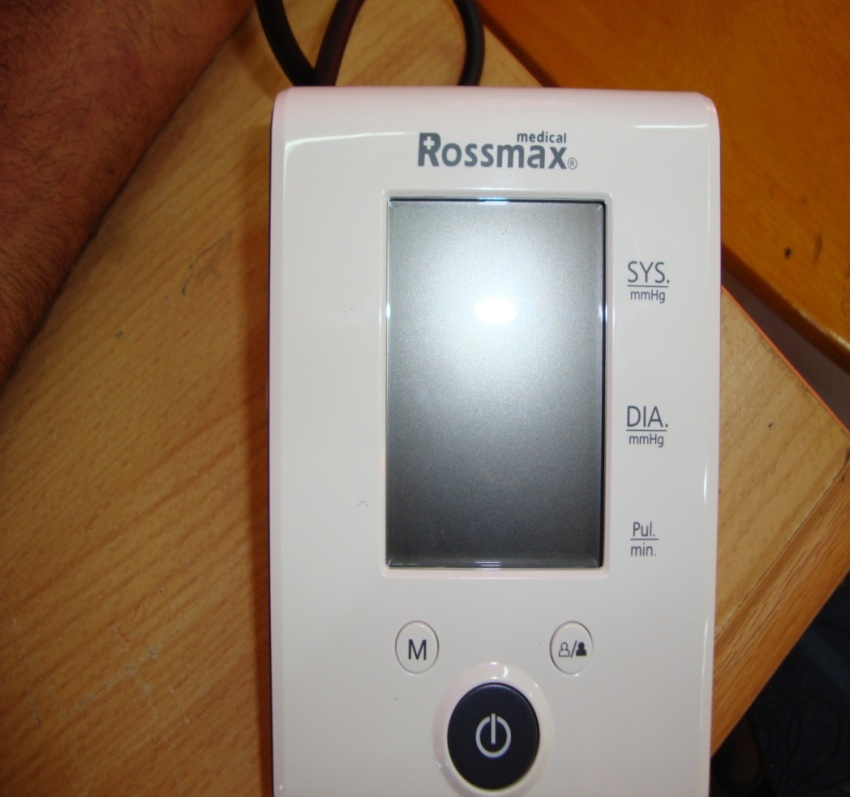 medical
Rossmax®
SYS.
mmHg
DIA.
mmHg
Pul.
min.
M